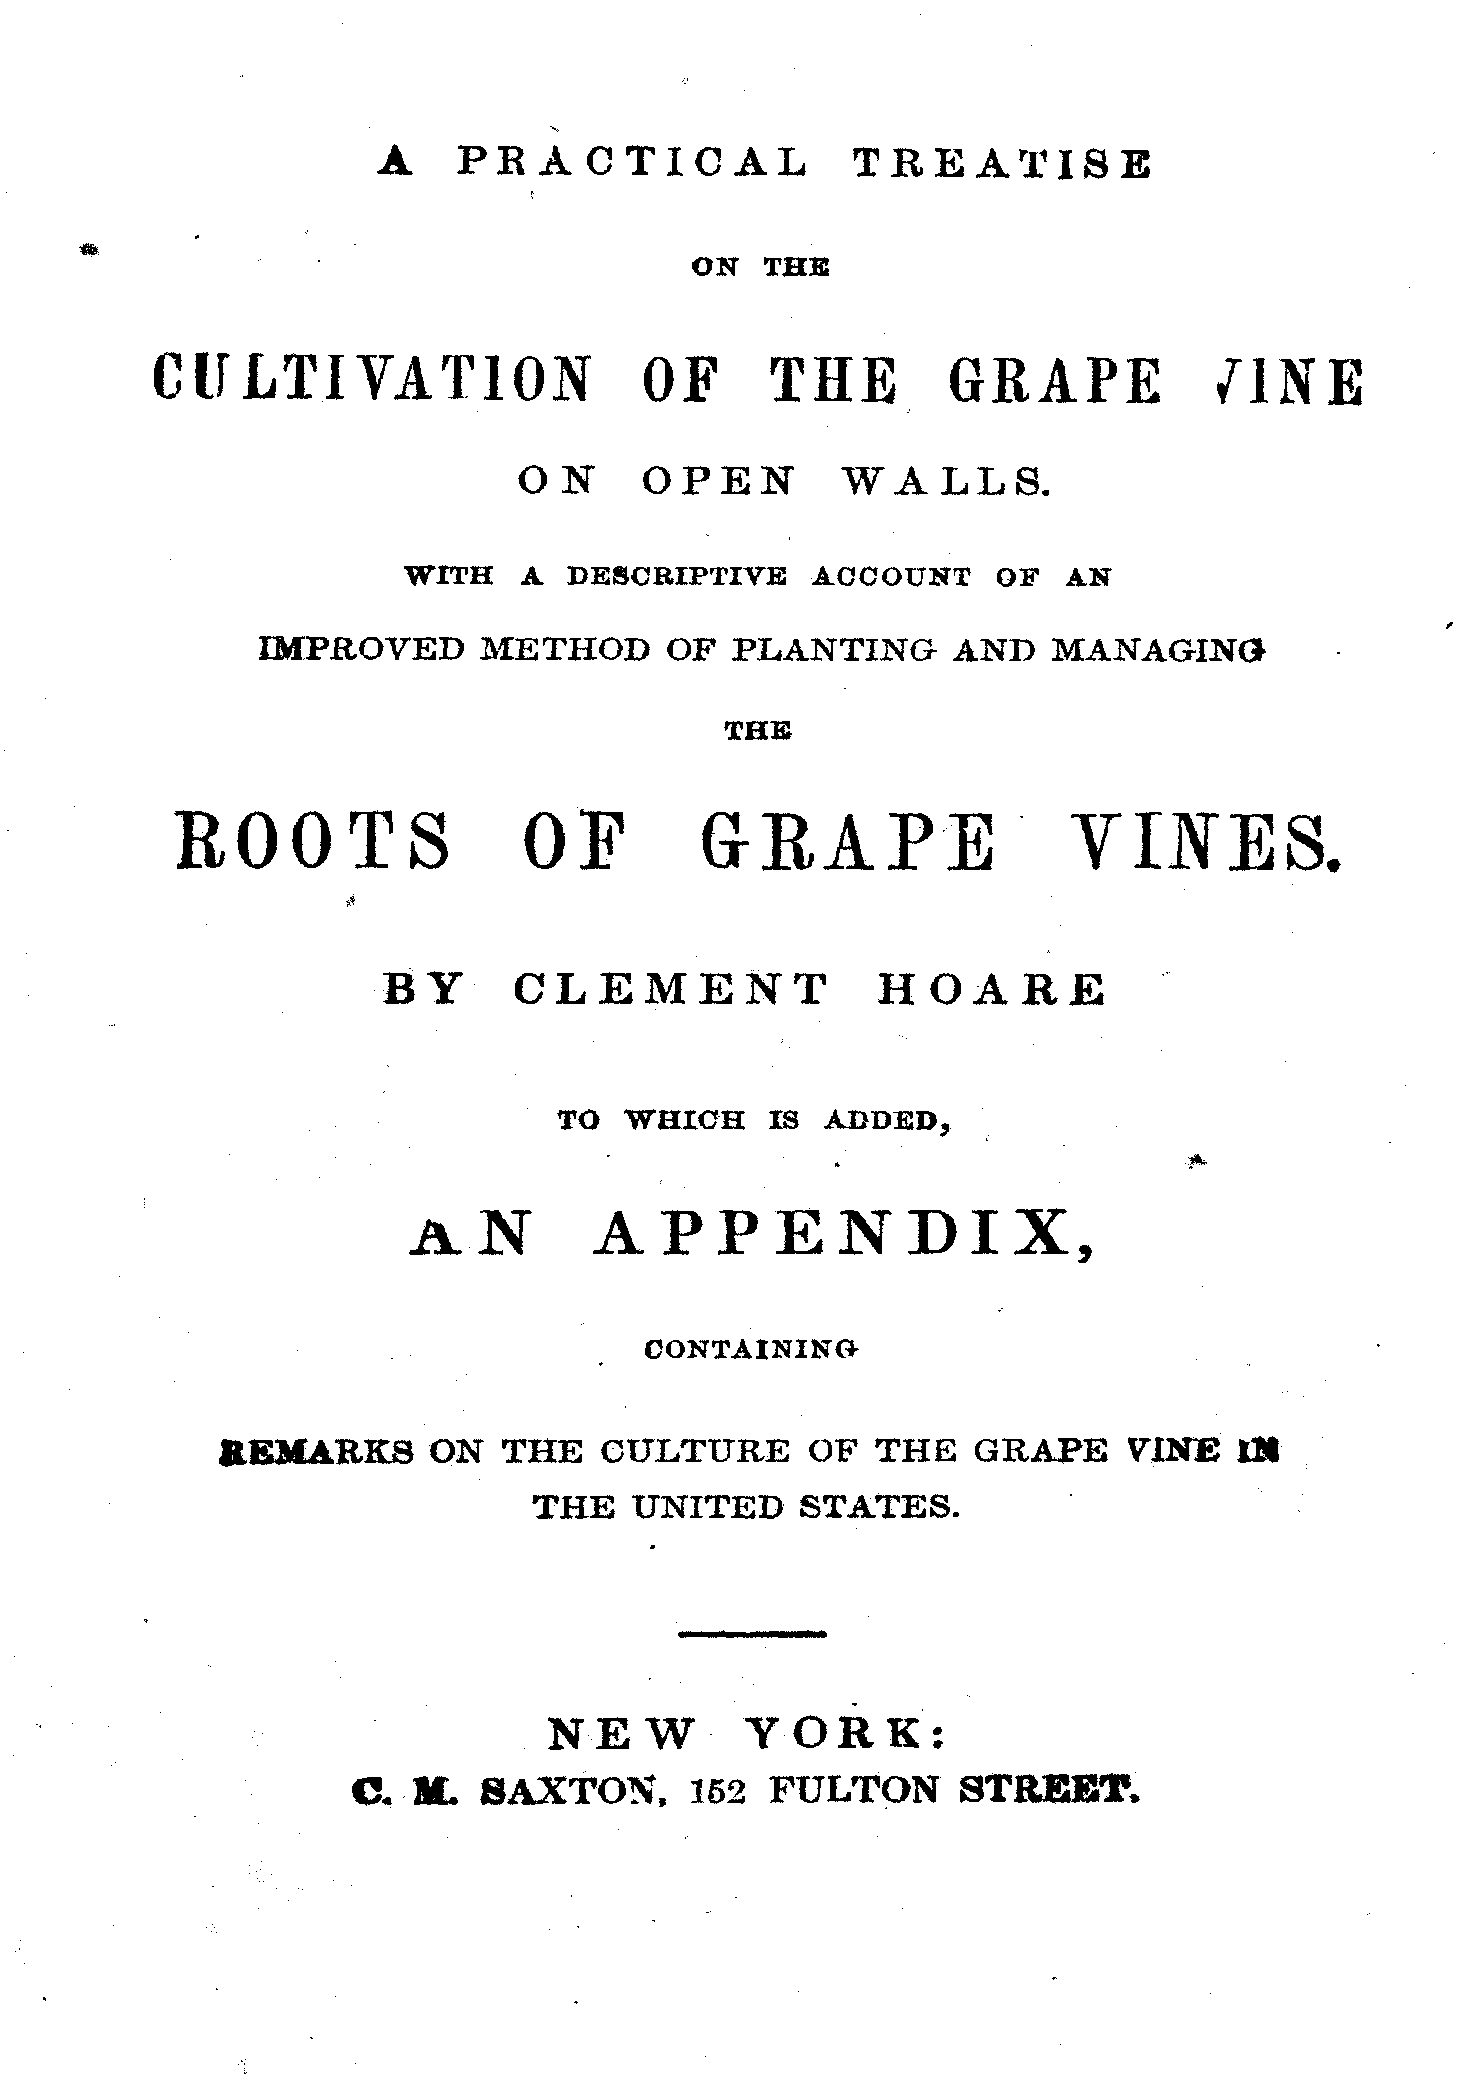 A PRACTICAL TREATISE
ON THE
CULTIVATION OF THE GRAPE VINE
ON OPEN WALLS.
WITH A DESCRIPTIVE ACCOUNT OF AN
IMPROVED METHOD OF PLANTING AND MANAGING
THE
ROOTS OF GRAPE VINES.
BY CLEMENT HOARE
TO WHICH IS ADDED,
AN APPENDIX,
CONTAINING
REMARKS ON THE CULTURE OF THE GRAPE VINE IN
THE UNITED STATES.
NEW YORK:
C. M. SAXTON, 152 FULTON STREET.